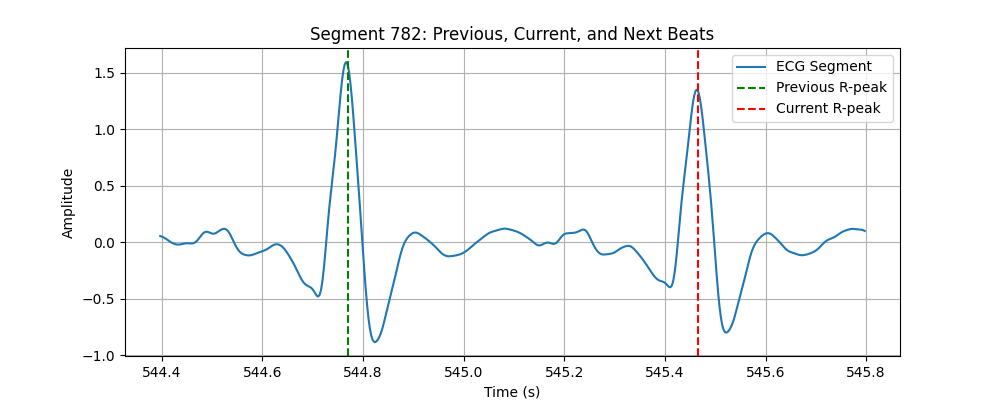 Segment 782: Previous, Current, and Next Beats
ECG Segment
Previous R-peak
Current R-peak
Amplitude
1.5
1.0
0.5
0.0
−0.5
−1.0
544.4 544.6 544.8 545.0 545.2 545.4 545.6 545.8
Time (s)